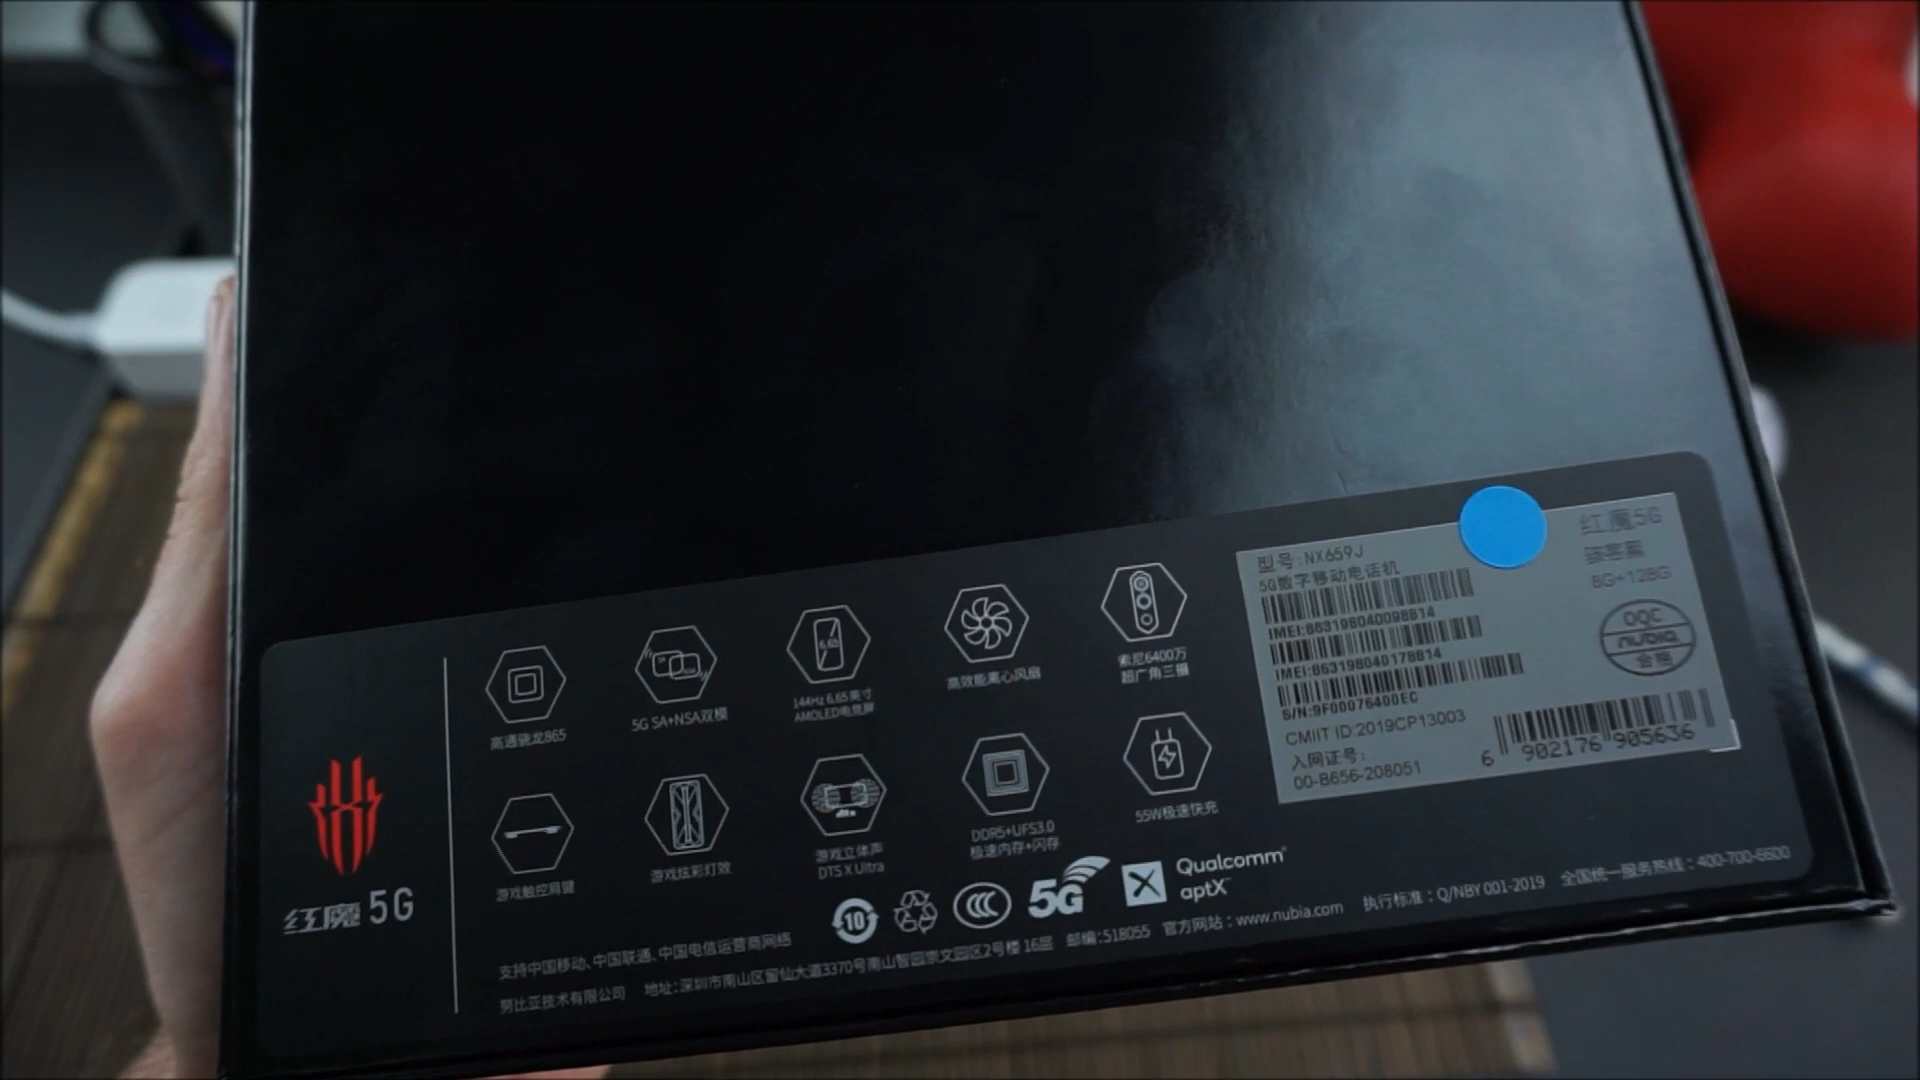 型号:NX659J
5G数字移动电话机
IMEI:863198040098814
IMEI:863198040178814
S/N:9F00076400EC
CMIIT ID:2019CP13003
入网证号:
00-B656-208051
红魔5G
骇客黑
8G+128G
OQC
nubia
合格
6 902176 905636
高通骁龙865
5G SA+NSA双模
6.65
144Hz 6.65英寸
AMOLED电竞屏
高效能离心风扇
索尼6400万
超广角三摄
游戏触控肩键
游戏炫彩灯效
游戏立体声
DTS X Ultra
DDR5+UFS3.0
极速内存+闪存
55W极速快充
红魔 5G
10
CCC
5G
Qualcomm
aptX
支持中国移动、中国联通、中国电信运营商网络
努比亚技术有限公司 地址:深圳市南山区留仙大道3370号南山智园崇文园区2号楼 16层 邮编:518055 官方网站:www.nubia.com 执行标准:Q/NBY 001-2019 全国统一服务热线:400-700-6600